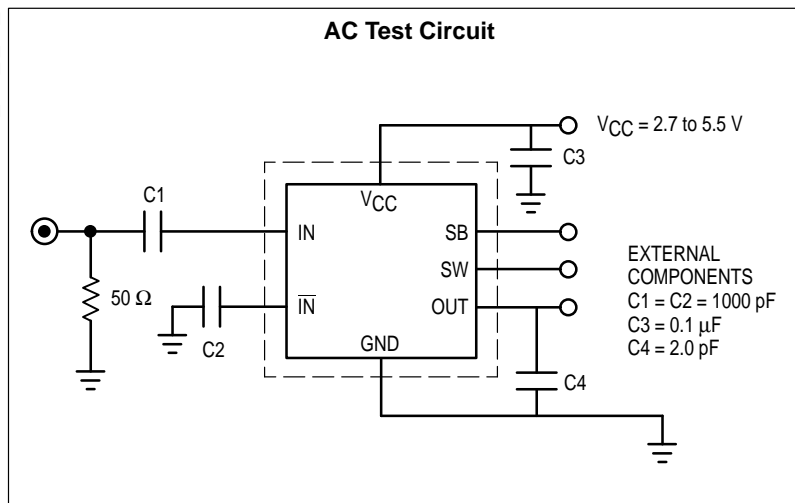 AC Test Circuit
VCC = 2.7 to 5.5 V
C3
C1
VCC
IN
SB
SW
50 Ω
IN
OUT
C2
GND
C4
EXTERNAL
COMPONENTS
C1 = C2 = 1000 pF
C3 = 0.1 μF
C4 = 2.0 pF